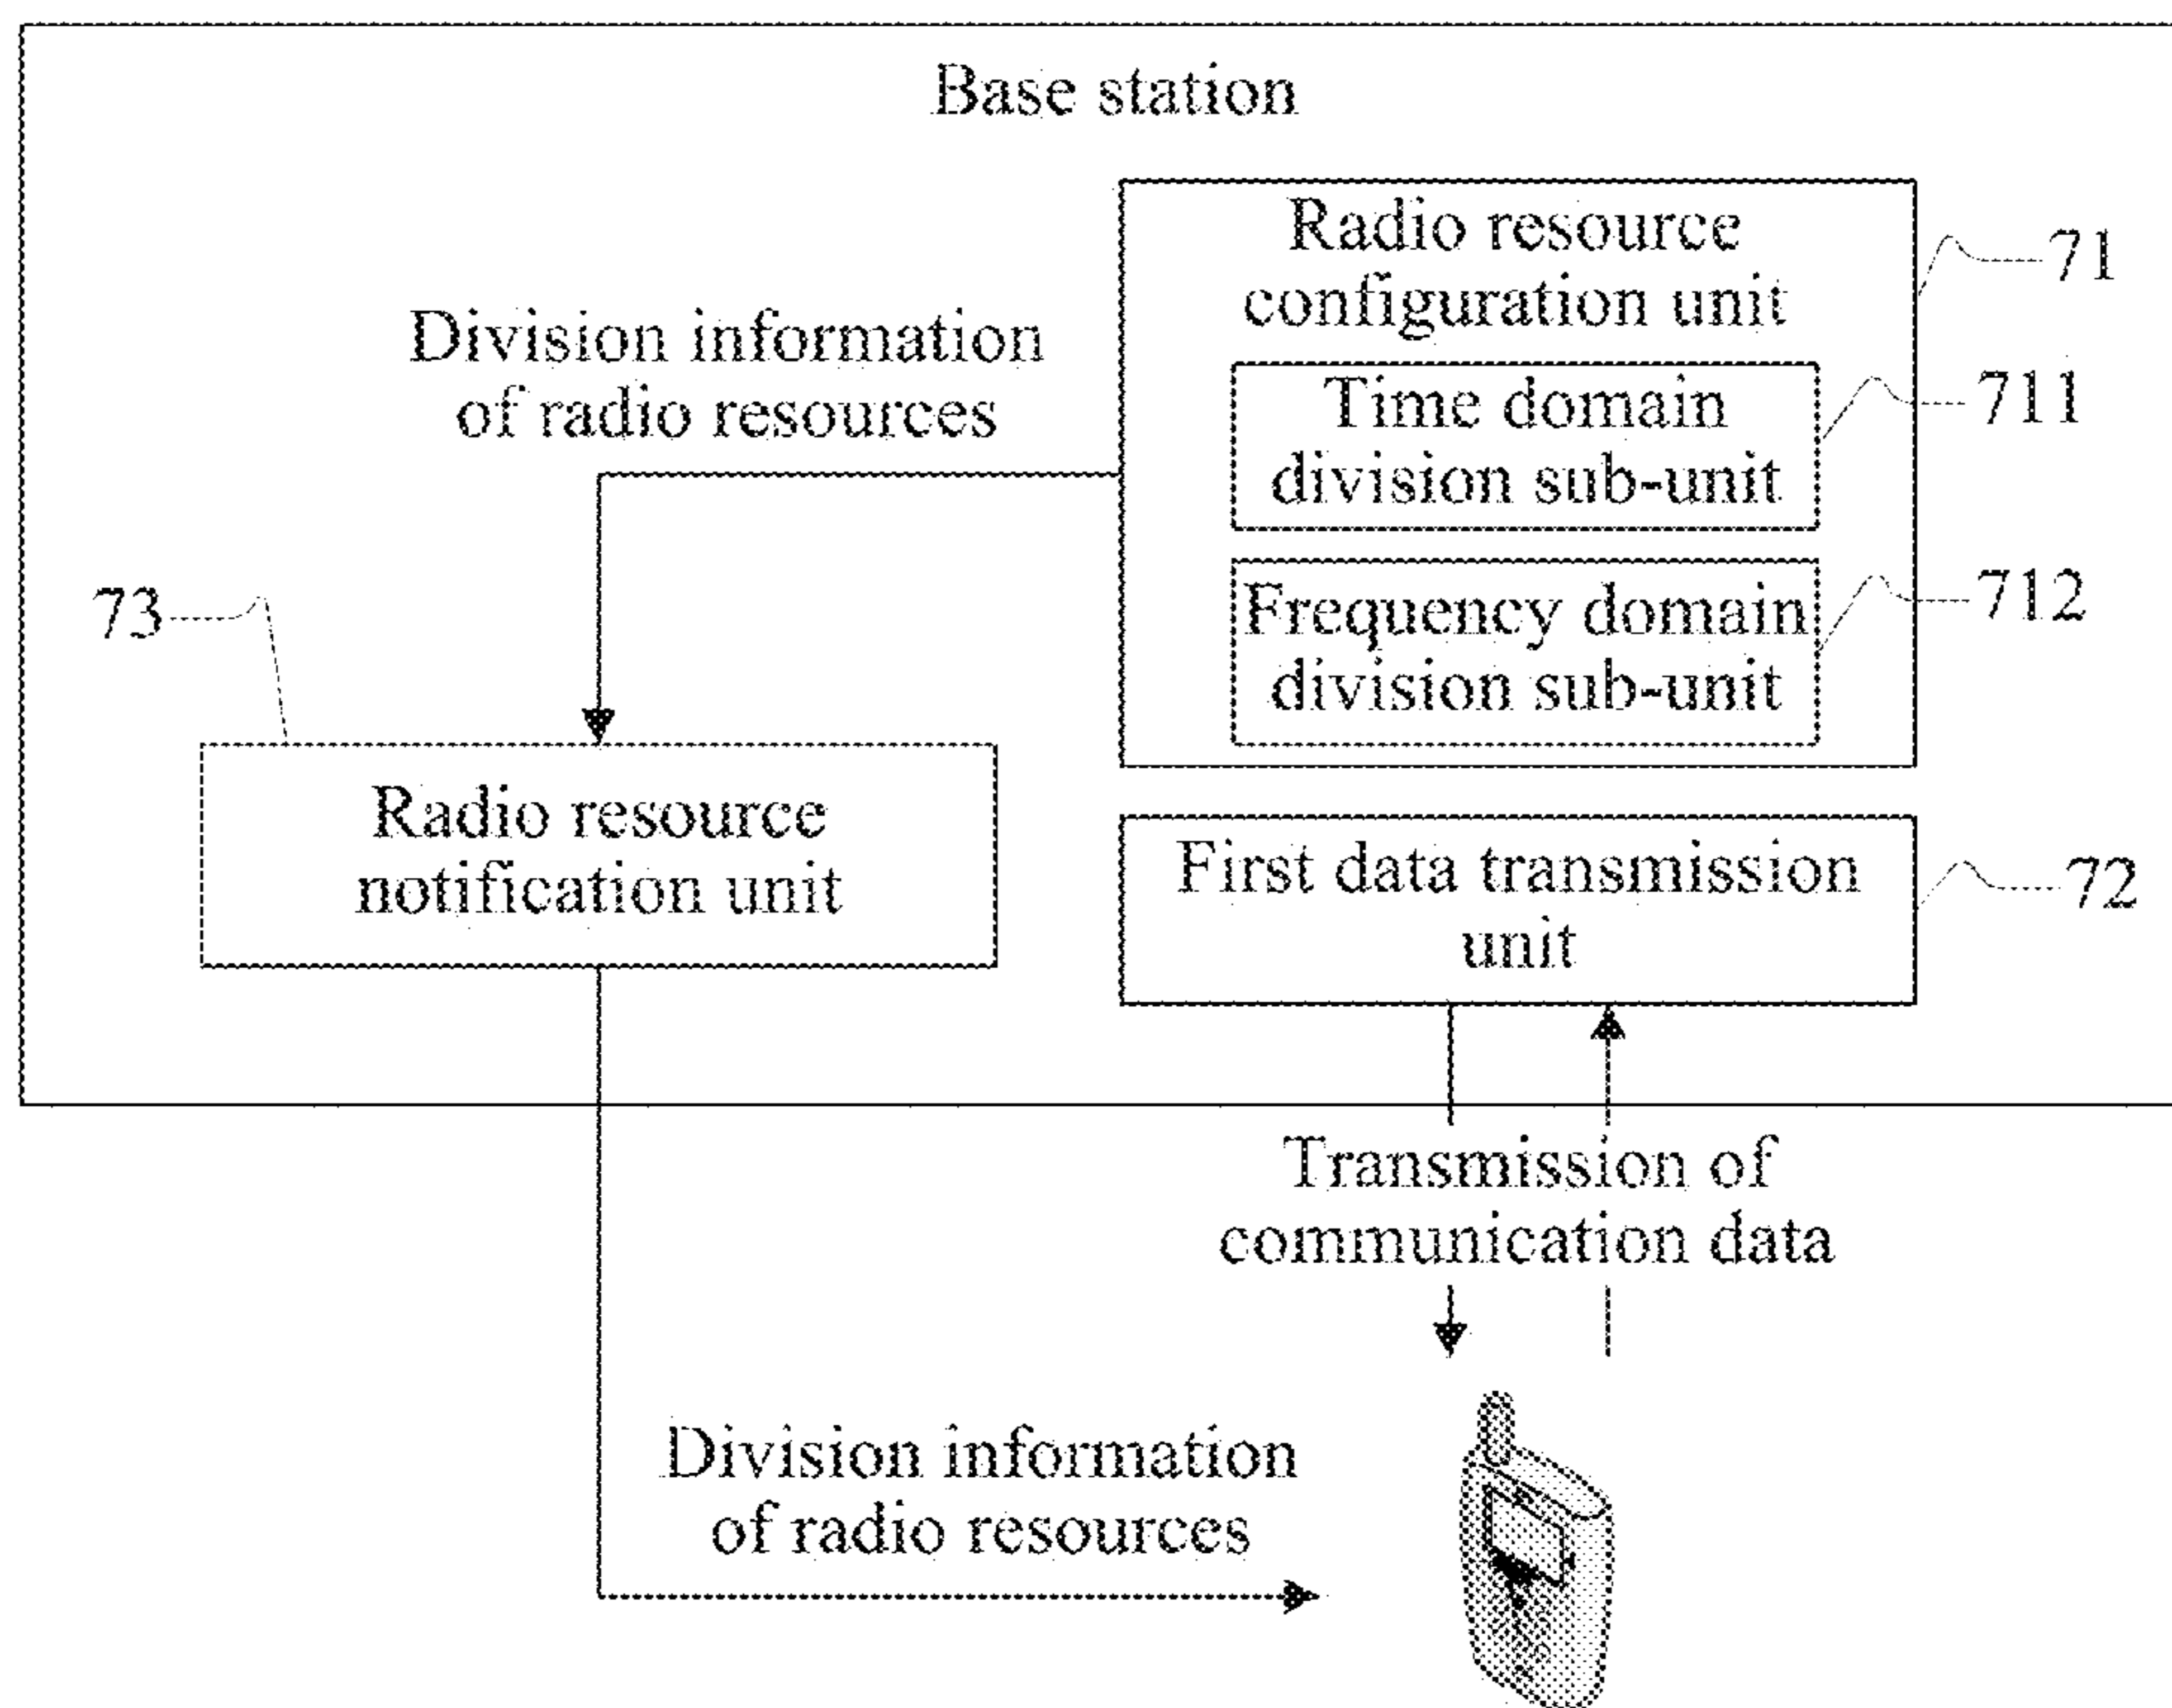 Base station
Radio resource
configuration unit
71
Division information
of radio resources
Time domain
division sub-unit
711
Frequency domain
division sub-unit
712
73
Radio resource
notification unit
First data transmission
unit
72
Transmission of
communication data
Division information
of radio resources